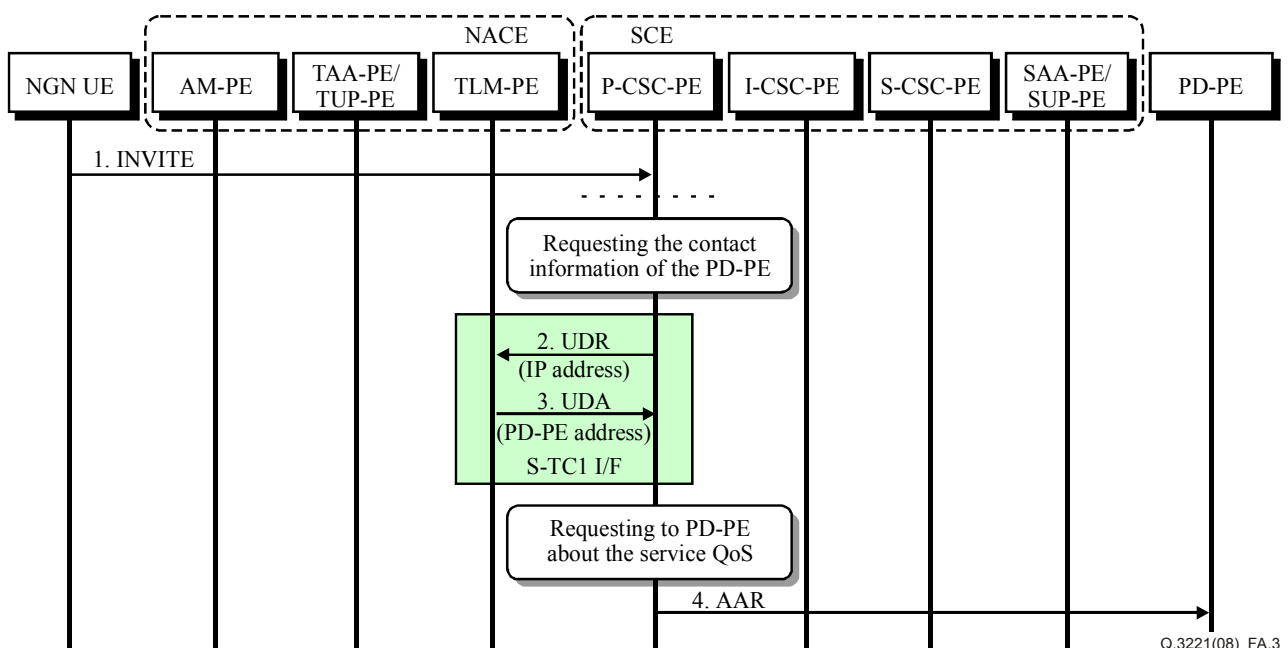 NACE
SCE
NGN UE
AM-PE
TAA-PE/
TUP-PE
TLM-PE
P-CSC-PE
I-CSC-PE
S-CSC-PE
SAA-PE/
SUP-PE
PD-PE
1. INVITE
Requesting the contact
information of the PD-PE
2. UDR
(IP address)
3. UDA
(PD-PE address)
S-TC1 I/F
Requesting to PD-PE
about the service QoS
4. AAR
Q.3221(08)_FA.3